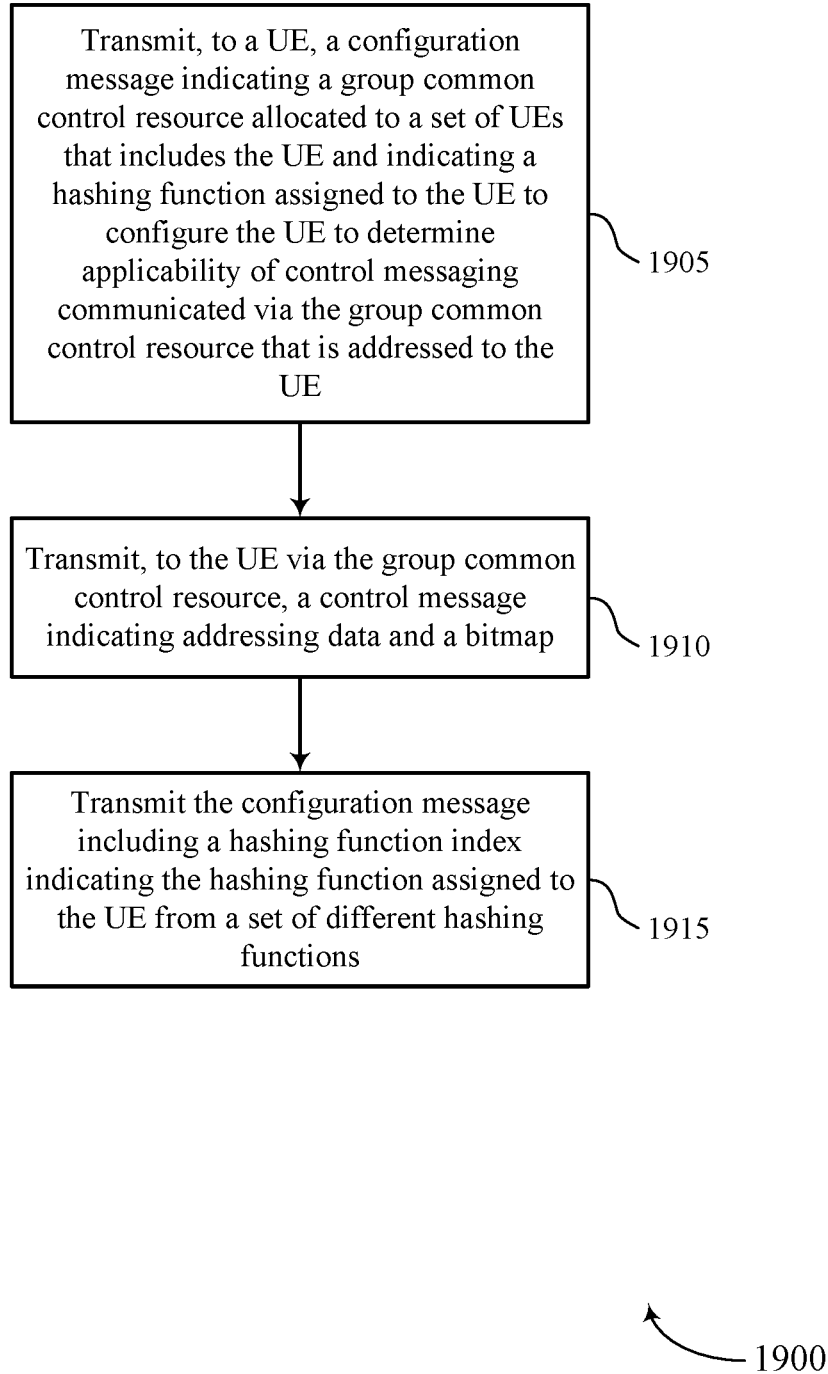 Transmit, to a UE, a configuration
message indicating a group common
control resource allocated to a set of UEs
that includes the UE and indicating a
hashing function assigned to the UE to
configure the UE to determine
applicability of control messaging
communicated via the group common
control resource that is addressed to the
UE
1905
Transmit, to the UE via the group common
control resource, a control message
indicating addressing data and a bitmap
1910
Transmit the configuration message
including a hashing function index
indicating the hashing function assigned to
the UE from a set of different hashing
functions
1915
1900